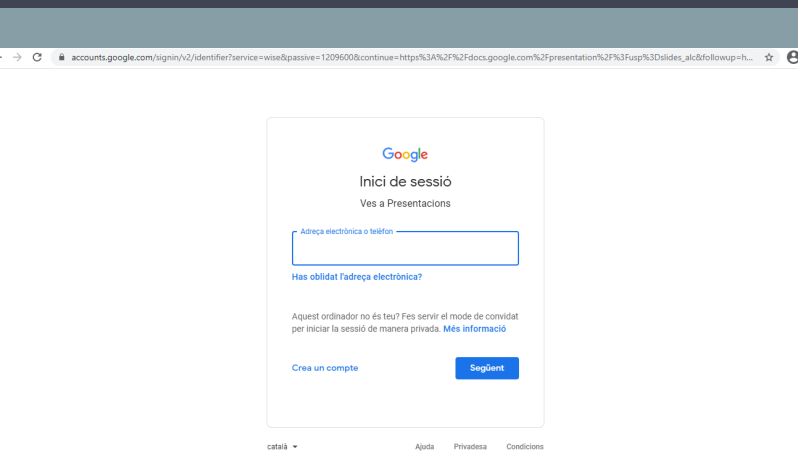 accounts.google.com/signin/v2/identifier?service=wise&passive=1209600&continue=https%3A%2F%2Fdocs.google.com%2Fpresentation%2F%3Fusp%3Dslides_alc&followup=h...
Google
Inici de sessió
Ves a Presentacions
Adreça electrònica o telèfon
Has oblidat l'adreça electrònica?
Aquest ordinador no és teu? Fes servir el mode de convidat
per iniciar la sessió de manera privada. Més informació
Crea un compte Següent
català Ajuda Privadesa Condicions